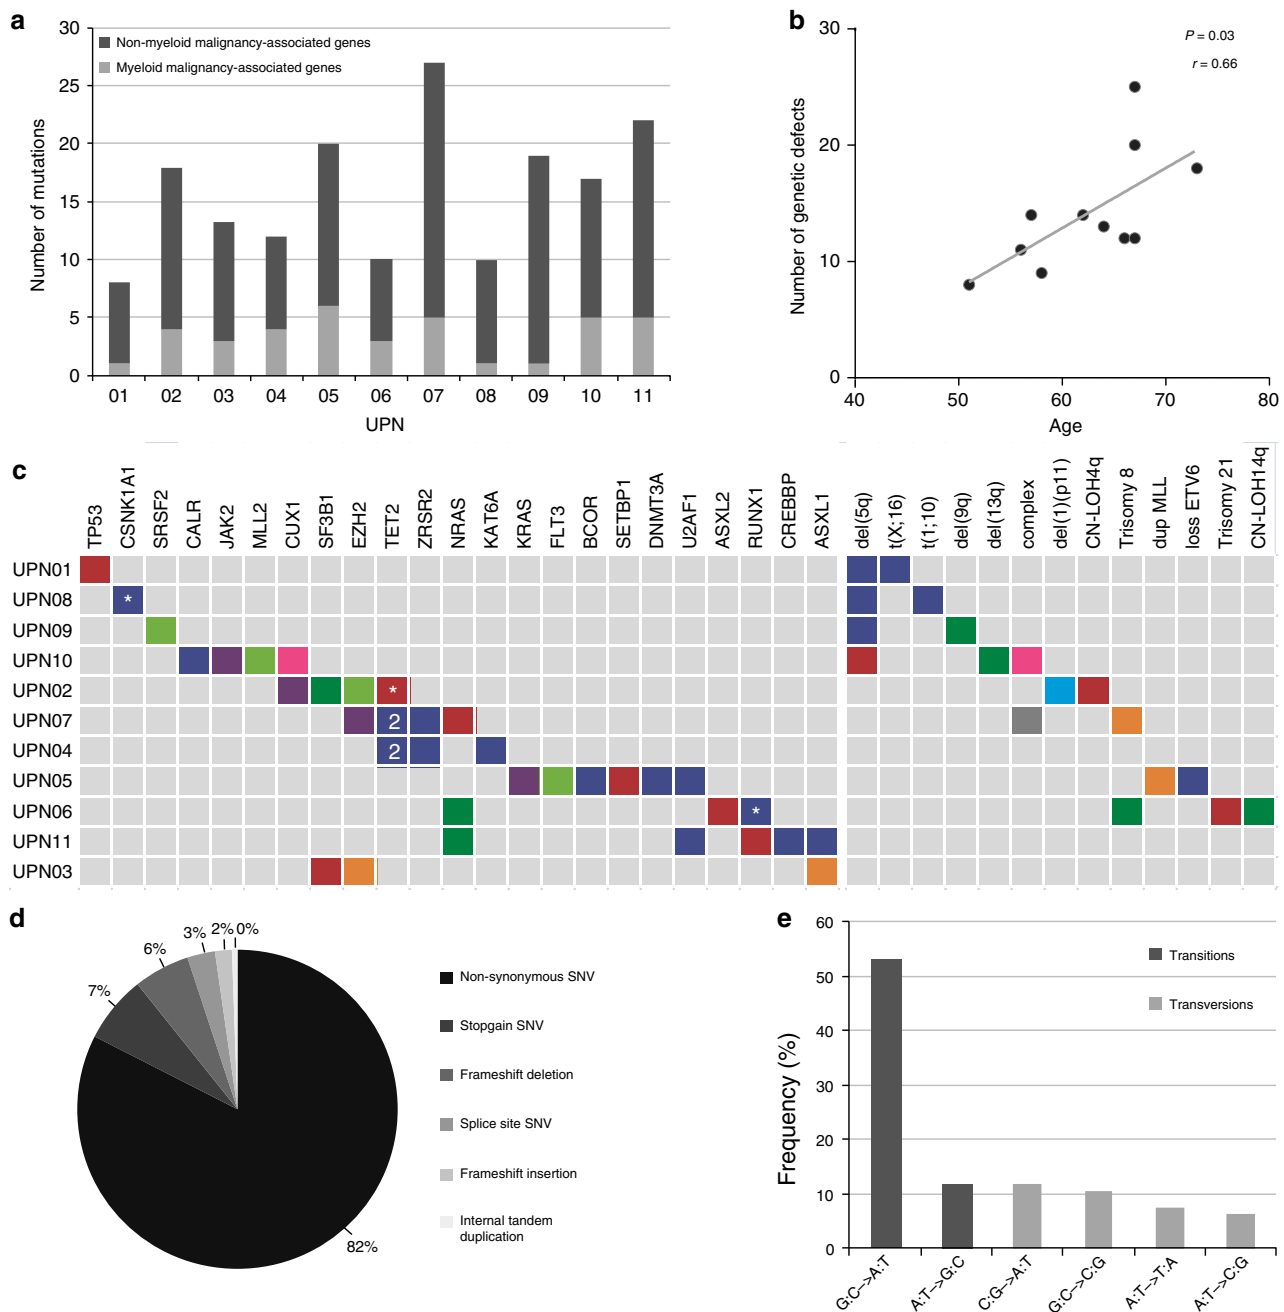 a
30
25
20
15
10
5
0
Number of mutations
Non-myeloid malignancy-associated genes
Myeloid malignancy-associated genes
01 02 03 04 05 06 07 08 09 10 11
UPN
b
30
20
10
0
Number of genetic defects
P = 0.03
r = 0.66
40 50 60 70 80
Age
c
TP53 CSNK1A1 SRSF2 CALR JAK2 MLL2 CUX1 SF3B1 EZH2 TET2 ZRSR2 NRAS KAT6A KRAS FLT3 BCOR SETBP1 DNMT3A U2AF1 ASXL2 RUNX1 CREBBP ASXL1
del(5q) t(X;16) t(1;10) del(9q) del(13q) complex del(1)(p11) CN-LOH4q Trisomy 8 dup MLL loss ETV6 Trisomy 21 CN-LOH14q
UPN01
UPN08 *
UPN09
UPN10
UPN02 *
UPN07 2
UPN04 2
UPN05
UPN06 *
UPN11
UPN03
d
7%
6%
3%
2%
0%
82%
Non-synonymous SNV
Stopgain SNV
Frameshift deletion
Splice site SNV
Frameshift insertion
Internal tandem
duplication
e
60
50
40
30
20
10
0
Frequency (%)
Transitions
Transversions
G:C–>A:T A:T–>G:C C:G–>A:T G:C–>C:G A:T–>T:A A:T–>C:G